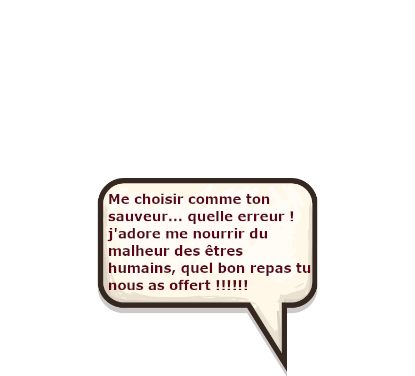 Me choisir comme ton
sauveur... quelle erreur !
j'adore me nourrir du
malheur des êtres
humains, quel bon repas tu
nous as offert !!!!!!